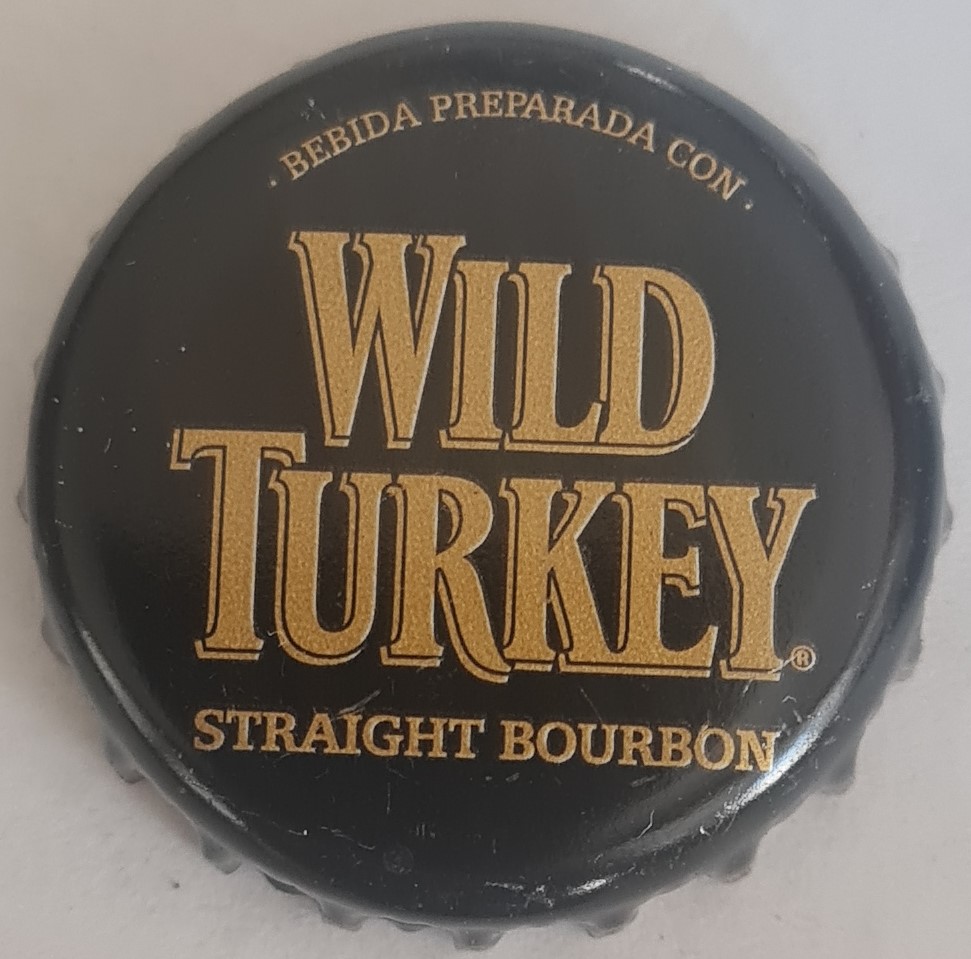 · BEBIDA PREPARADA CON ·
WILD
TURKEY®
STRAIGHT BOURBON